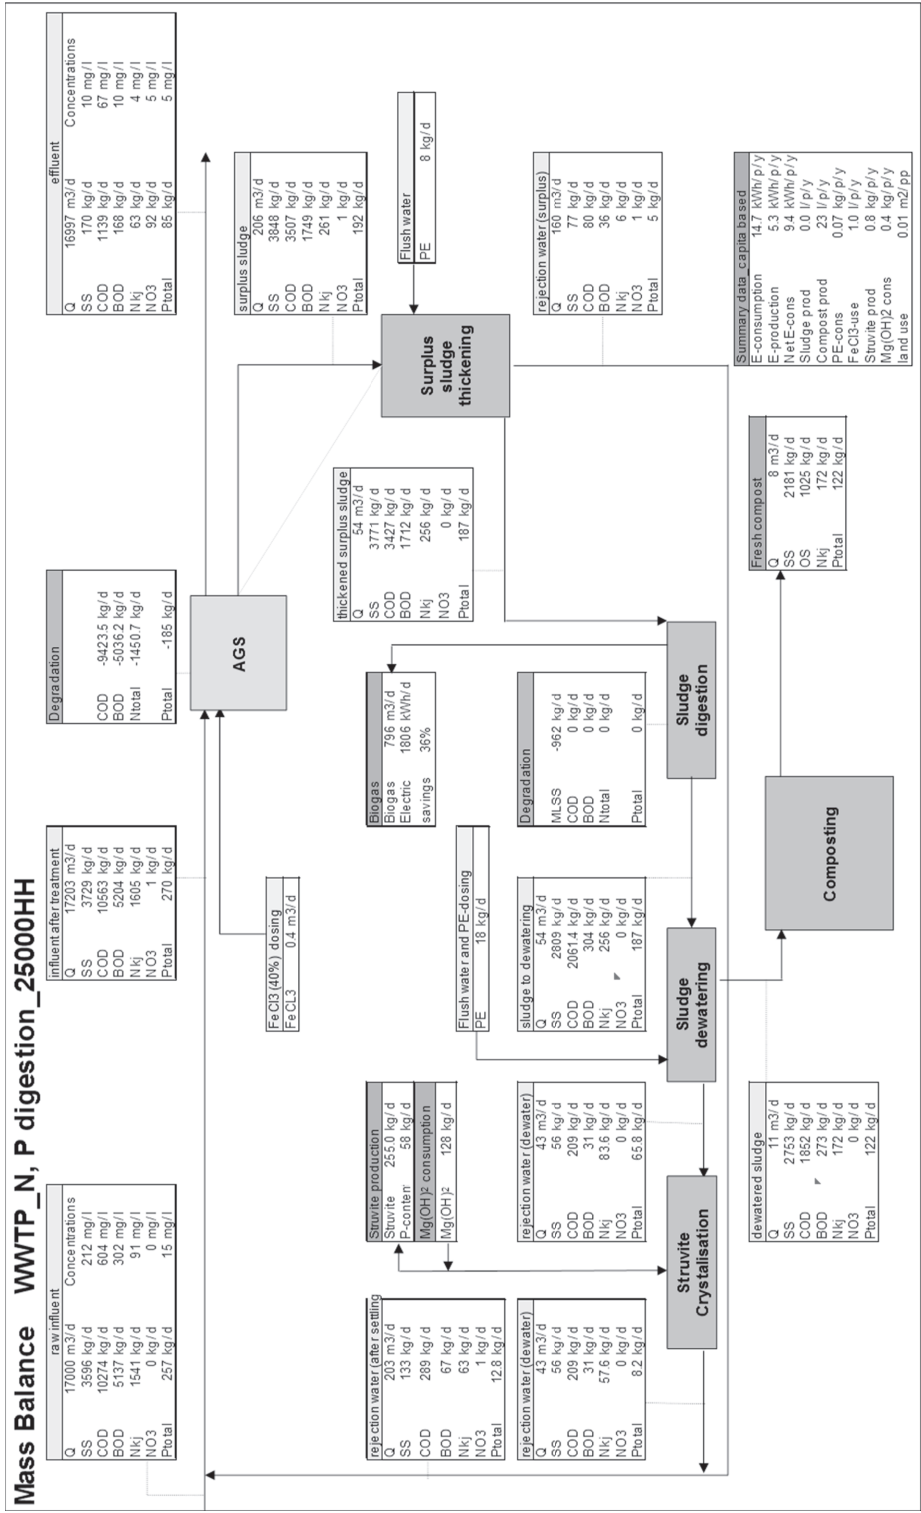 Mass Balance WWTP_N, P digestion_25000HH
raw influent
Concentrations
Q 17000 m3/d
SS 3596 kg/d 212 mg/l
COD 10274 kg/d 604 mg/l
BOD 5137 kg/d 302 mg/l
Nkj 1541 kg/d 91 mg/l
NO3 0 kg/d 0 mg/l
Ptotal 257 kg/d 15 mg/l
influent after treatment
Q 17203 m3/d
SS 3729 kg/d
COD 10563 kg/d
BOD 5204 kg/d
Nkj 1605 kg/d
NO3 1 kg/d
Ptotal 270 kg/d
Degradation
COD -9423.5 kg/d
BOD -5036.2 kg/d
Ntotal -1450.7 kg/d
Ptotal -185 kg/d
effluent
Concentrations
Q 16997 m3/d
SS 170 kg/d 10 mg/l
COD 1139 kg/d 67 mg/l
BOD 168 kg/d 10 mg/l
Nkj 63 kg/d 4 mg/l
NO3 92 kg/d 5 mg/l
Ptotal 85 kg/d 5 mg/l
FeCl3 (40%) dosing
FeCL3 0.4 m3/d
AGS
surplus sludge
Q 206 m3/d
SS 3848 kg/d
COD 3507 kg/d
BOD 1749 kg/d
Nkj 261 kg/d
NO3 1 kg/d
Ptotal 192 kg/d
thickened surplus sludge
Q 54 m3/d
SS 3771 kg/d
COD 3427 kg/d
BOD 1712 kg/d
Nkj 256 kg/d
NO3 0 kg/d
Ptotal 187 kg/d
Surplus
sludge
thickening
Flush water
PE 8 kg/d
rejection water (after settling
Q 203 m3/d
SS 133 kg/d
COD 289 kg/d
BOD 67 kg/d
Nkj 63 kg/d
NO3 1 kg/d
Ptotal 12.8 kg/d
Struvite production
Struvite 255.0 kg/d
P-conten 58 kg/d
Mg(OH)2 consumption
Mg(OH)2 128 kg/d
Flush water and PE-dosing
PE 18 kg/d
Biogas
Biogas 796 m3/d
Electric 1806 kWh/d
savings 36%
rejection water (dewater)
Q 43 m3/d
SS 56 kg/d
COD 209 kg/d
BOD 31 kg/d
Nkj 57.6 kg/d
NO3 0 kg/d
Ptotal 8.2 kg/d
rejection water (dewater)
Q 43 m3/d
SS 56 kg/d
COD 209 kg/d
BOD 31 kg/d
Nkj 83.6 kg/d
NO3 0 kg/d
Ptotal 65.8 kg/d
sludge to dewatering
Q 54 m3/d
SS 2809 kg/d
COD 2061.4 kg/d
BOD 304 kg/d
Nkj 256 kg/d
NO3 0 kg/d
Ptotal 187 kg/d
Degradation
MLSS -962 kg/d
COD 0 kg/d
BOD 0 kg/d
Ntotal 0 kg/d
Ptotal 0 kg/d
rejection water (surplus)
Q 160 m3/d
SS 77 kg/d
COD 80 kg/d
BOD 36 kg/d
Nkj 6 kg/d
NO3 1 kg/d
Ptotal 5 kg/d
Struvite
Crystalisation
Sludge
dewatering
Sludge
digestion
dewatered sludge
Q 11 m3/d
SS 2753 kg/d
COD 1852 kg/d
BOD 273 kg/d
Nkj 172 kg/d
NO3 0 kg/d
Ptotal 122 kg/d
Composting
Fresh compost
Q 8 m3/d
SS 2181 kg/d
OS 1025 kg/d
Nkj 172 kg/d
Ptotal 122 kg/d
Summary data_capita based
E-consumption 14.7 kWh/p/y
E-production 5.3 kWh/p/y
Net E-cons 9.4 kWh/p/y
Sludge prod 0.0 l/p/y
Compost prod 23 l/p/y
PE-cons 0.07 kg/p/y
FeCl3-use 1.0 l/p/y
Struvite prod 0.8 kg/p/y
Mg(OH)2 cons 0.4 kg/p/y
land use 0.01 m2/pp